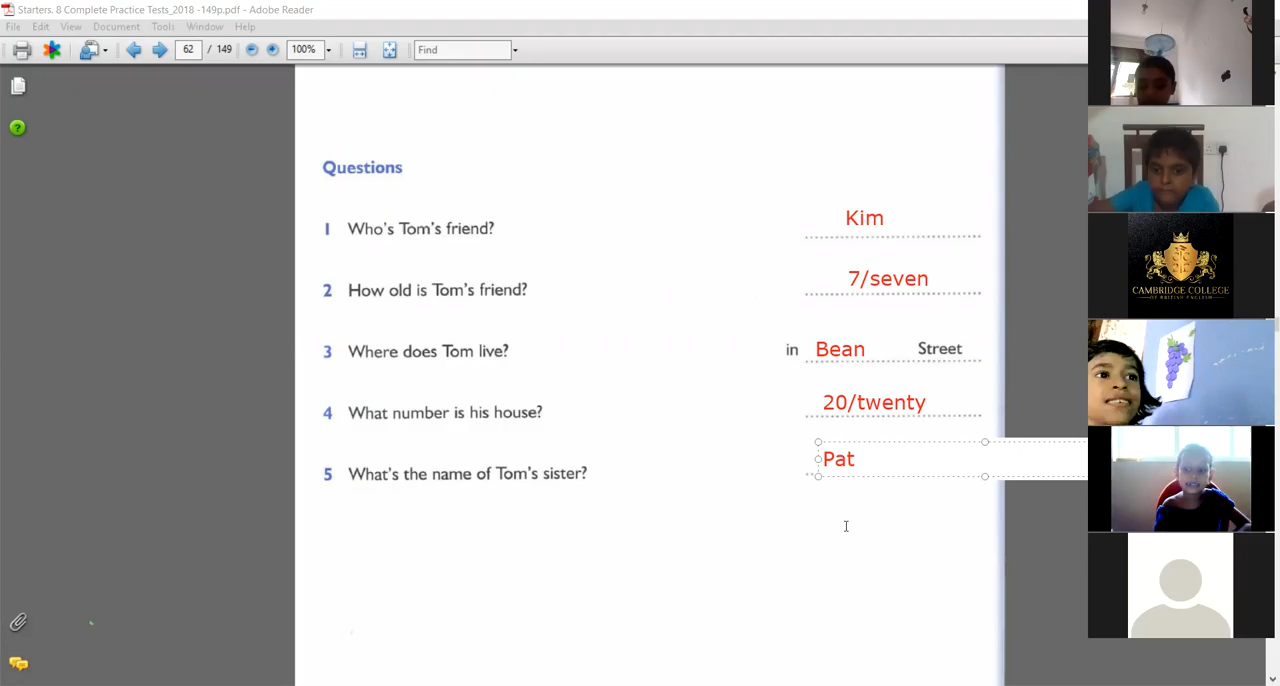 Starters. 8 Complete Practice Tests_2018 -149p.pdf - Adobe Reader
File Edit View Document Tools Window Help
62 / 149 100% Find
Questions
1 Who's Tom's friend? Kim
2 How old is Tom's friend? 7/seven
3 Where does Tom live? in Bean Street
4 What number is his house? 20/twenty
5 What's the name of Tom's sister? Pat
CAMBRIDGE COLLEGE
OF BRITISH ENGLISH